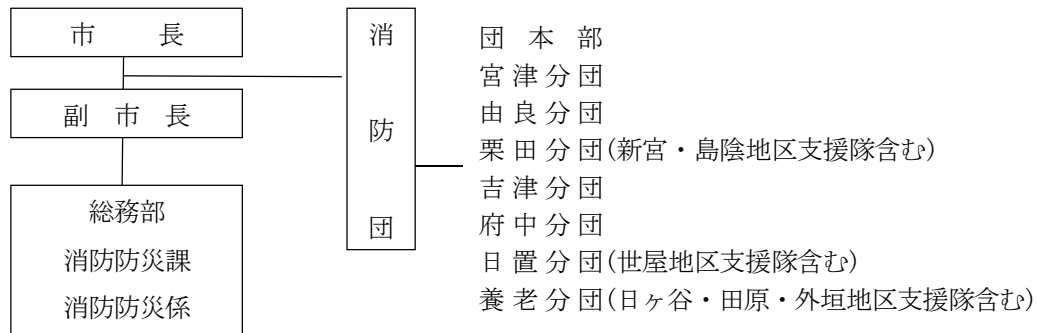 市長
副市長
総務部
消防防災課
消防防災係
消防団
団本部
宮津分団
由良分団
栗田分団(新宮・島陰地区支援隊含む)
吉津分団
府中分団
日置分団(世屋地区支援隊含む)
養老分団(日ヶ谷・田原・外垣地区支援隊含む)